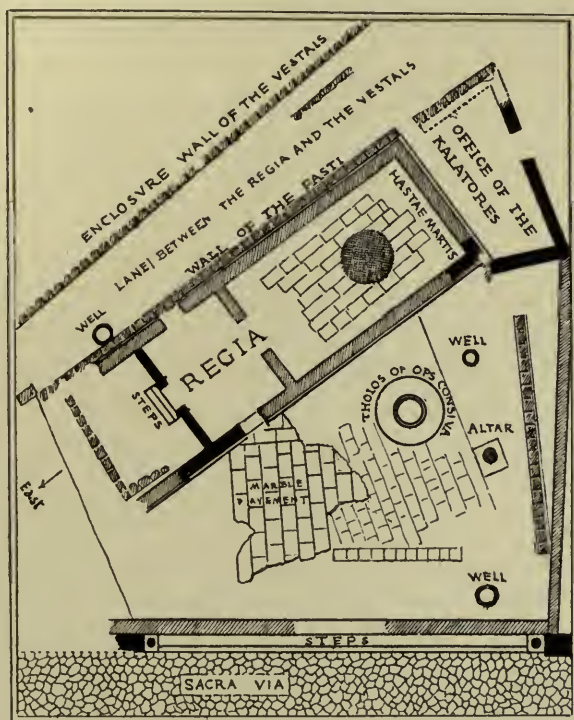 ENCLOSVRE WALL OF THE VESTALS
LANE BETWEEN THE REGIA AND THE VESTALS
WALL OF THE FASTI
OFFICE OF THE
KALATORES
HASTAE MARTIS
WELL
REGIA
STEPS
WELL
THOLOS OF OPS CONSIVA
ALTAR
EAST
MARBLE
PAVEMENT
WELL
STEPS
SACRA VIA